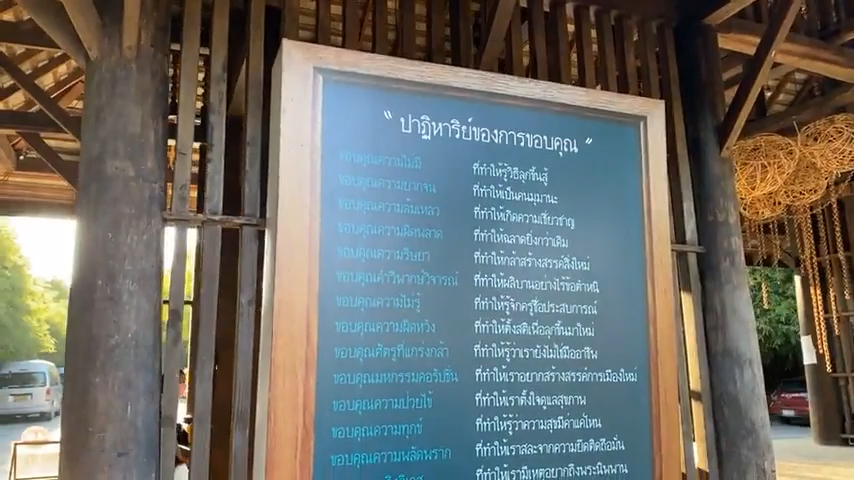 “ ปาฏิหาริย์ของการขอบคุณ ”
ขอบคุณความไม่มี ที่ทำให้รู้วิธีลุกขึ้นสู้
ขอบคุณความยากจน ที่ทำให้เป็นคนมุมานะ
ขอบคุณความล้มเหลว ที่ทำให้เกิดความเชี่ยวชาญ
ขอบคุณความผิดพลาด ที่ทำให้ฉลาดยิ่งกว่าเดิม
ขอบคุณความริษยา ที่ทำให้กล้าสร้างสรรค์สิ่งใหม่
ขอบคุณคำวิพากษ์วิจารณ์ ที่ทำให้ผลิบานอย่างไร้ข้อตำหนิ
ขอบคุณความไม่รู้ ที่ทำให้รู้จักครูชื่อประสบการณ์
ขอบคุณความผิดหวัง ที่ทำให้ตั้งสติเพื่อลุกขึ้นมาใหม่
ขอบคุณศัตรูที่แกร่งกล้า ที่ทำให้รู้ว่าเรายังไม่ใช่มืออาชีพ
ขอบคุณมหกรรมคอร์รัปชั่น ที่ทำให้เราอยากสร้างสรรค์การเมืองใหม่
ขอบคุณความป่วยไข้ ที่ทำให้เราตั้งใจดูแลสุขภาพ
ขอบคุณความทุกข์ ที่ทำให้รู้ว่าความสุขมีค่าแค่ไหน
ขอบคุณความพลัดพราก ที่ทำให้เราสละจากความยึดติดถือมั่น
ที่ทำให้เรามีเหตุอยากถึงพระนิพพาน